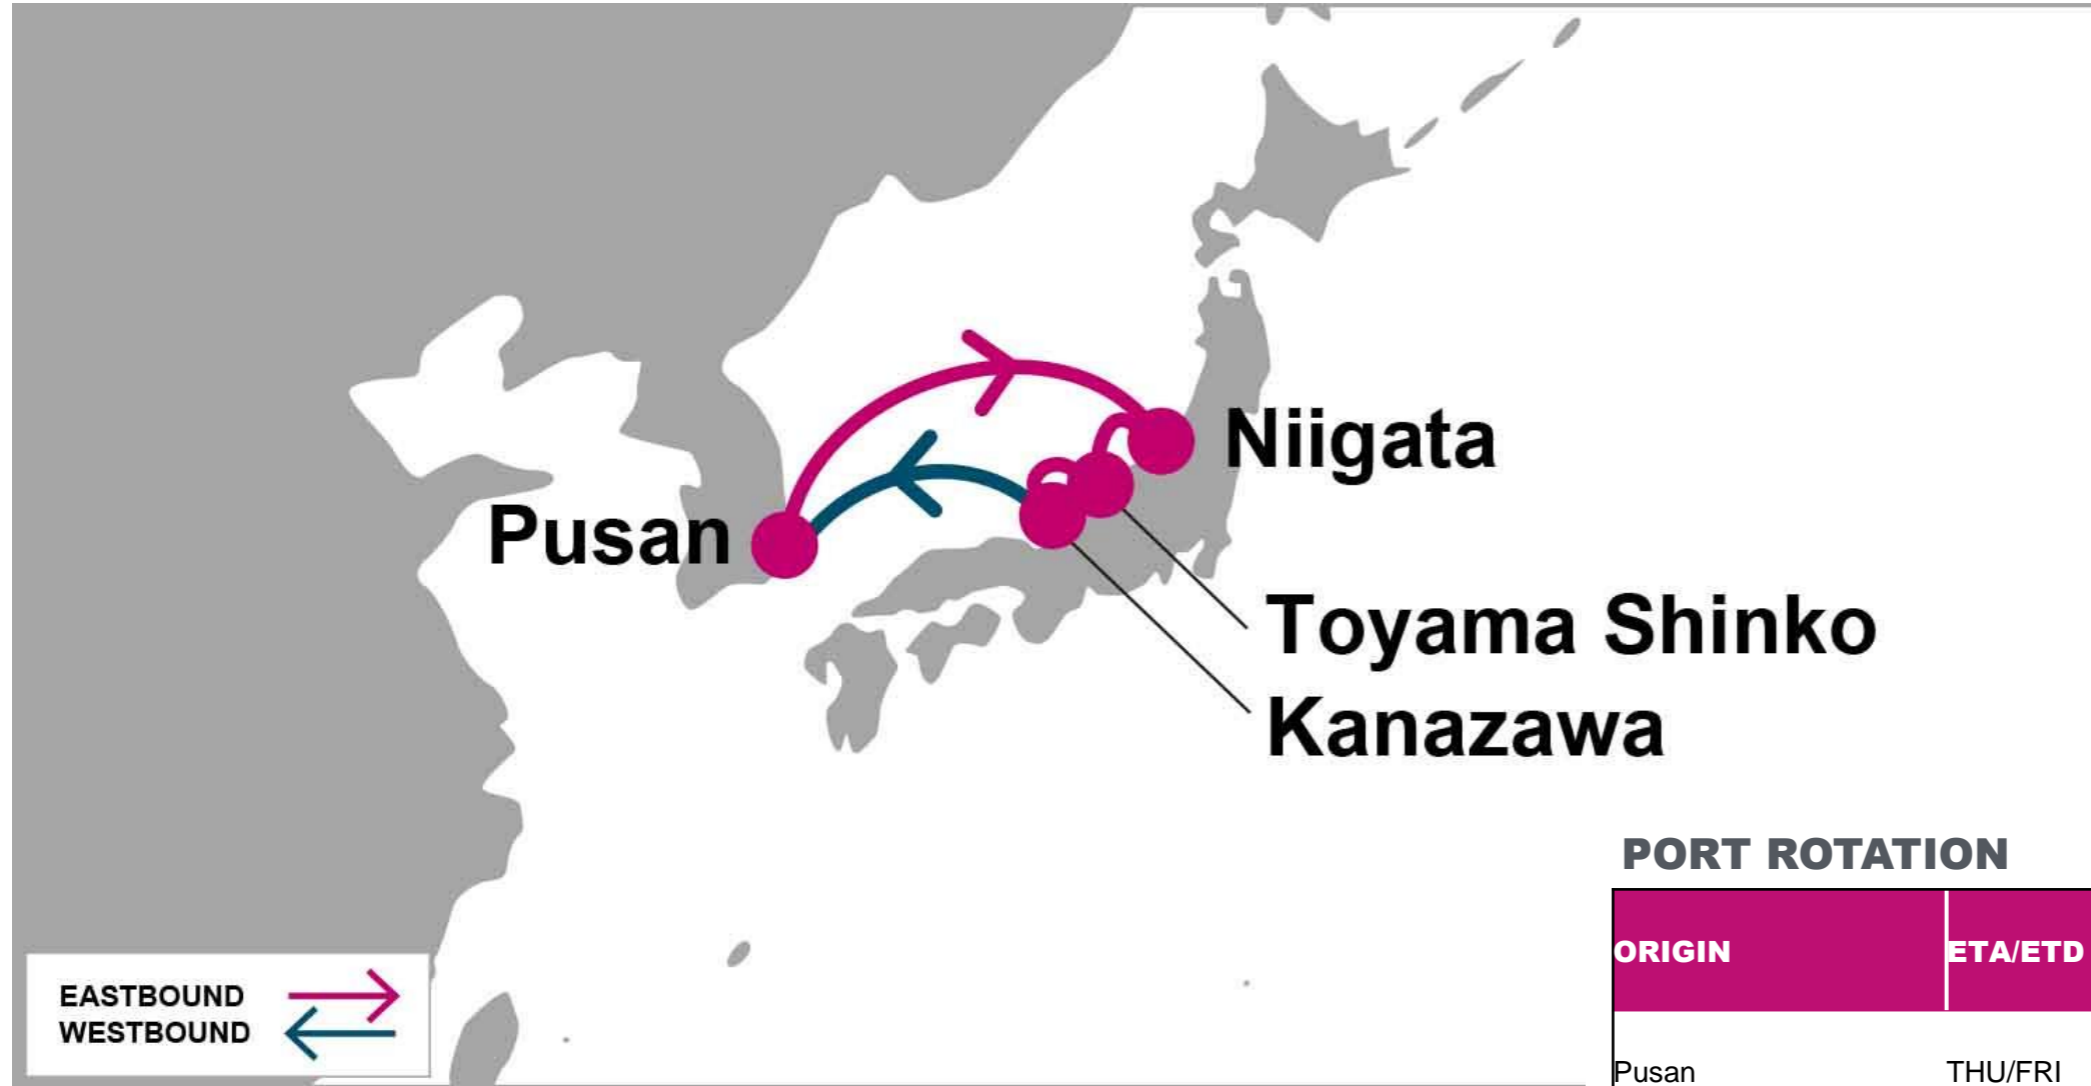 Niigata
Pusan
Toyama Shinko
Kanazawa
PORT ROTATION
ORIGIN ETA/ETD
Pusan THU/FRI
EASTBOUND
WESTBOUND